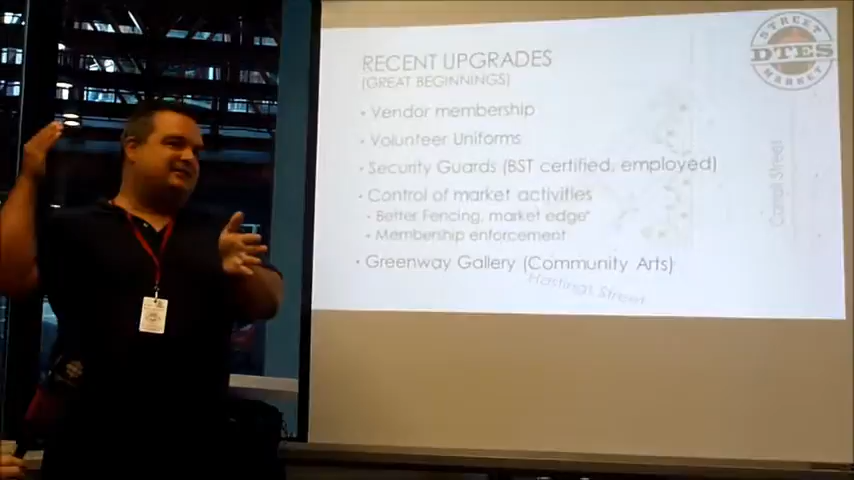 RECENT UPGRADES
(GREAT BEGINNINGS)
• Vendor membership
• Volunteer Uniforms
• Security Guards (BST certified, employed)
• Control of market activities
• Better Fencing, market edge*
• Membership enforcement
• Greenway Gallery (Community Arts)
Hastings Street
Carrall Street
STREET
DTES
MARKET